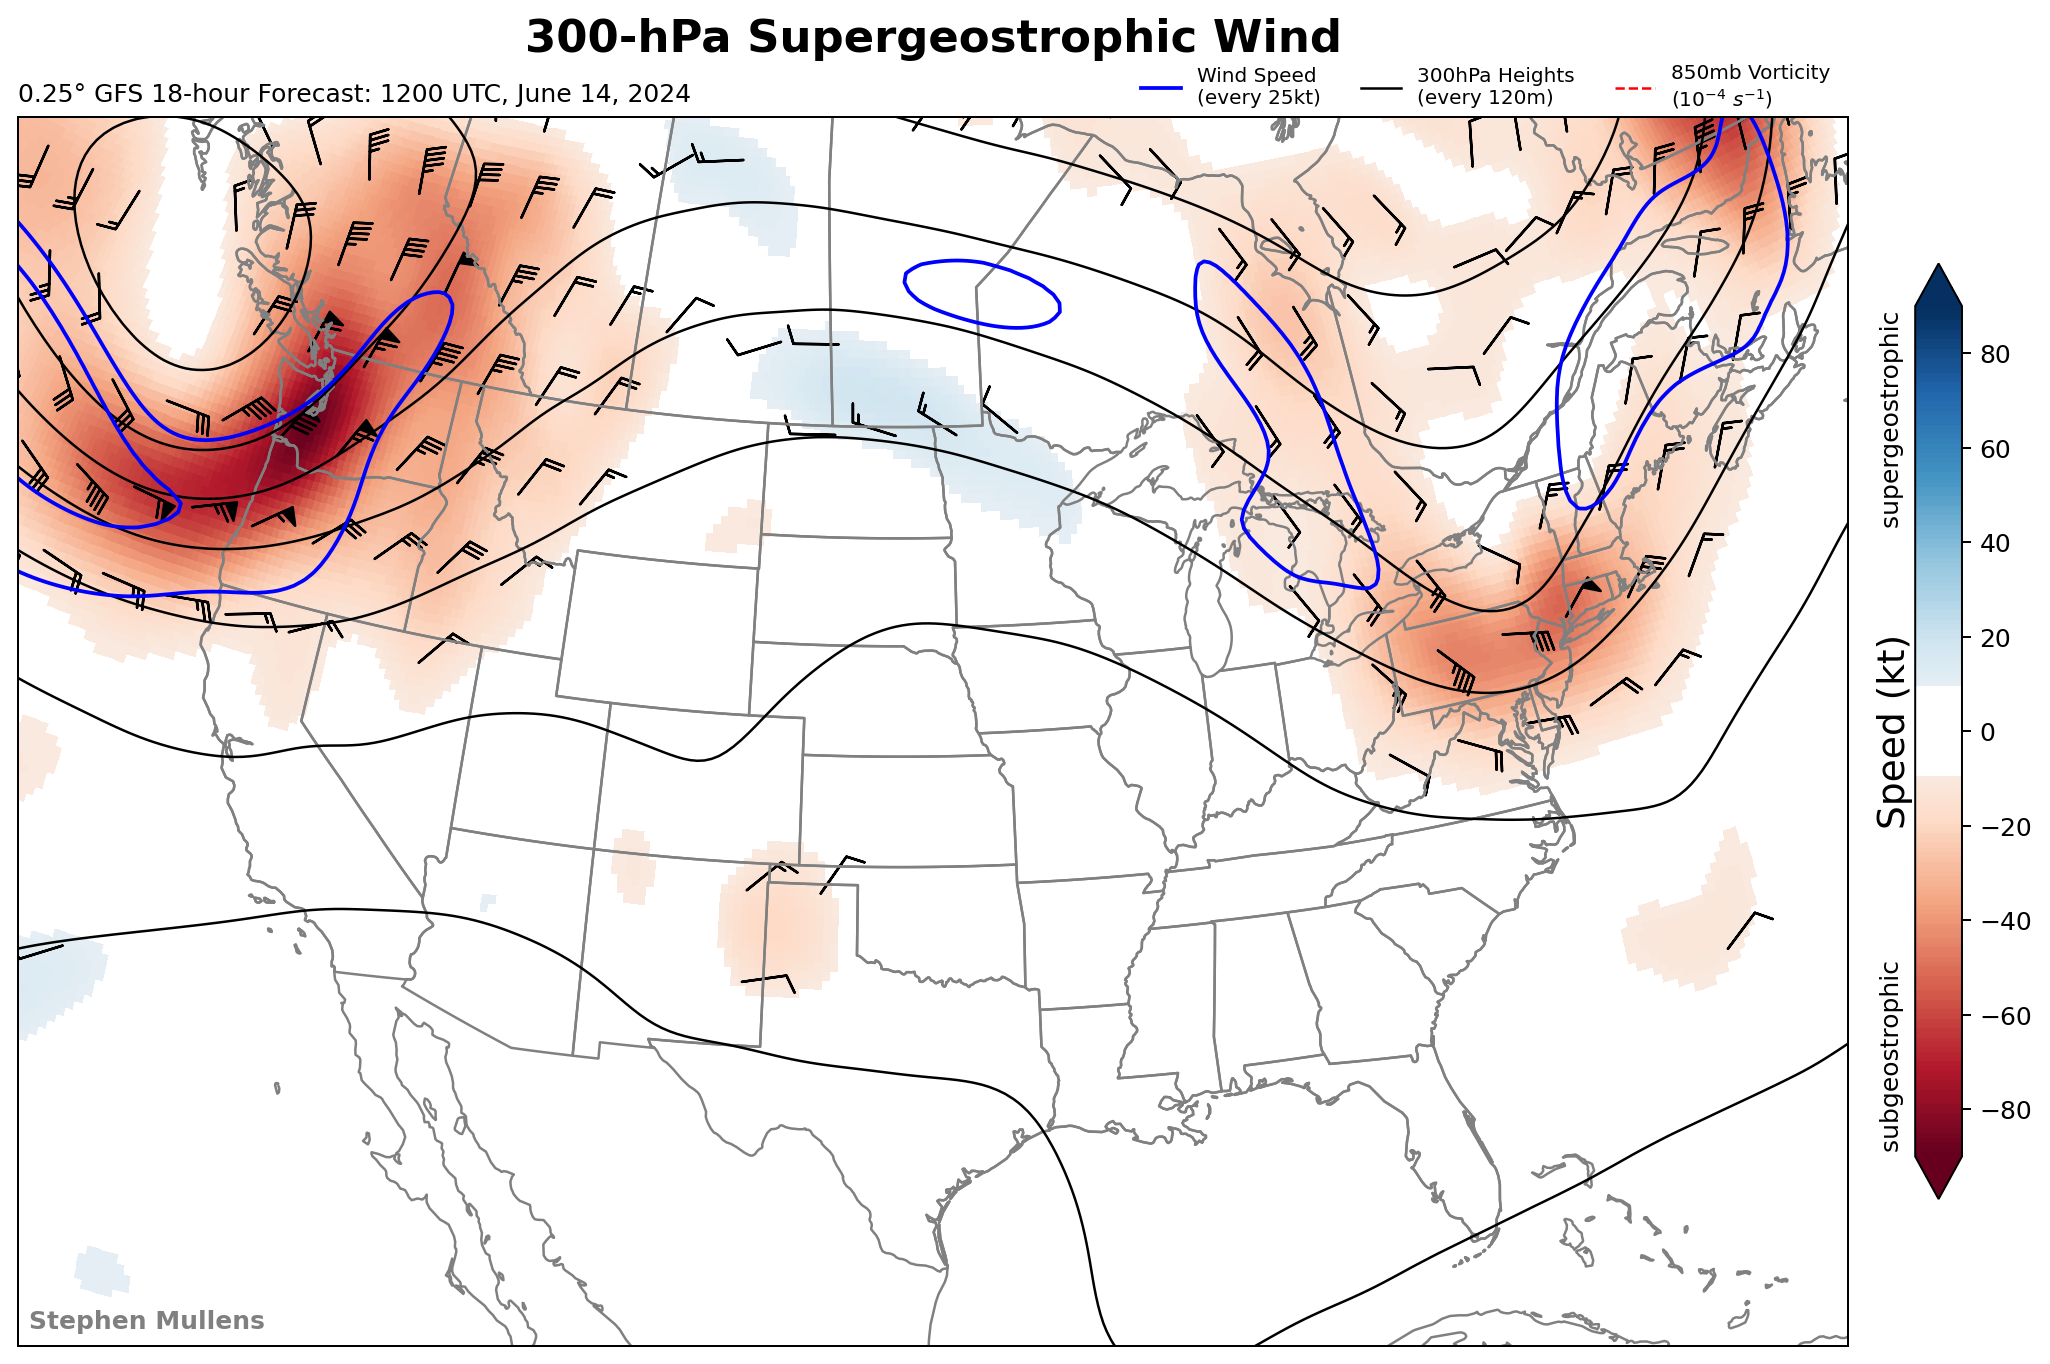 300-hPa Supergeostrophic Wind
0.25° GFS 18-hour Forecast: 1200 UTC, June 14, 2024
Wind Speed
(every 25kt)
300hPa Heights
(every 120m)
850mb Vorticity
(10⁻⁴ s⁻¹)
supergeostrophic
subgeostrophic
Speed (kt)
80
60
40
20
0
−20
−40
−60
−80
Stephen Mullens